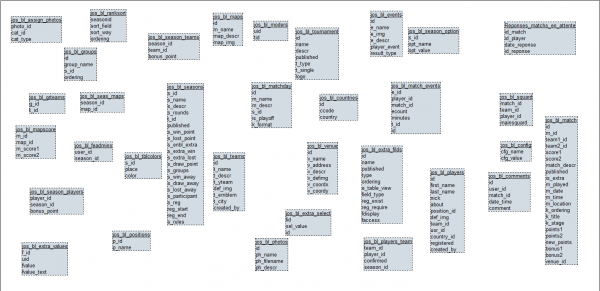 jos_bl_assign_photos
photo_id
cat_id
cat_type
jos_bl_ranksort
seasonid
sort_field
sort_way
ordering
jos_bl_groups
id
group_name
s_id
ordering
jos_bl_season_teams
season_id
team_id
bonus_point
jos_bl_maps
id
m_name
map_descr
map_img
jos_bl_moders
uid
tid
jos_bl_tournament
id
name
descr
published
t_type
t_single
logo
jos_bl_events
id
e_name
e_img
e_descr
player_event
result_type
jos_bl_season_option
s_id
opt_name
opt_value
Reponses_matchs_en_attente
id_match
id_player
date_reponse
id_reponse
jos_bl_grteams
g_id
t_id
jos_bl_seas_maps
season_id
map_id
jos_bl_seasons
s_id
s_name
s_descr
s_rounds
t_id
published
s_win_point
s_lost_point
s_enbl_extra
s_extra_win
s_extra_lost
s_draw_point
s_groups
s_win_away
s_draw_away
s_lost_away
s_participant
s_reg
reg_start
reg_end
s_rules
jos_bl_matchday
id
m_name
m_descr
s_id
is_playoff
k_format
jos_bl_countries
id
ccode
country
jos_bl_match_events
e_id
player_id
match_id
ecount
minutes
t_id
id
jos_bl_squard
match_id
team_id
player_id
mainsquard
jos_bl_match
id
m_id
team1_id
team2_id
score1
score2
match_descr
published
is_extra
m_played
m_date
m_time
m_location
k_ordering
k_title
k_stage
points1
points2
new_points
bonus1
bonus2
venue_id
jos_bl_mapscore
m_id
map_id
m_score1
m_score2
jos_bl_feadmins
user_id
season_id
jos_bl_tblcolors
s_id
place
color
jos_bl_teams
id
t_name
t_descr
t_yteam
def_img
t_emblem
t_city
created_by
jos_bl_venue
id
v_name
v_address
v_descr
v_defimg
v_coordx
v_coordy
jos_bl_extra_filds
id
name
published
type
ordering
e_table_view
field_type
reg_exist
reg_require
fdisplay
faccess
jos_bl_players
id
first_name
last_name
nick
about
position_id
def_img
team_id
usr_id
country_id
registered
created_by
jos_bl_config
cfg_name
cfg_value
jos_bl_comments
id
user_id
match_id
date_time
comment
jos_bl_season_players
player_id
season_id
bonus_point
jos_bl_extra_values
f_id
uid
fvalue
fvalue_text
jos_bl_positions
p_id
p_name
jos_bl_extra_select
fid
sel_value
id
jos_bl_photos
id
ph_name
ph_filename
ph_descr
jos_bl_players_team
team_id
player_id
confirmed
season_id